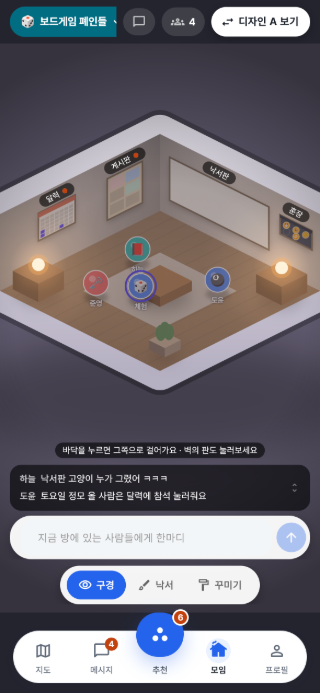 보드게임 페인들
4
디자인 A 보기
게시판
낙서판
달력
훈장
주연
채원
도윤
바닥을 누르면 그쪽으로 걸어가요 · 벽의 판도 눌러보세요
하늘 낙서판 고양이 누가 그렸어 ㅋㅋㅋ
도윤 토요일 정모 올 사람은 달력에 참석 눌러줘요
지금 방에 있는 사람들에게 한마디
구경
낙서
꾸미기
6
4
지도
메시지
추천
모임
프로필